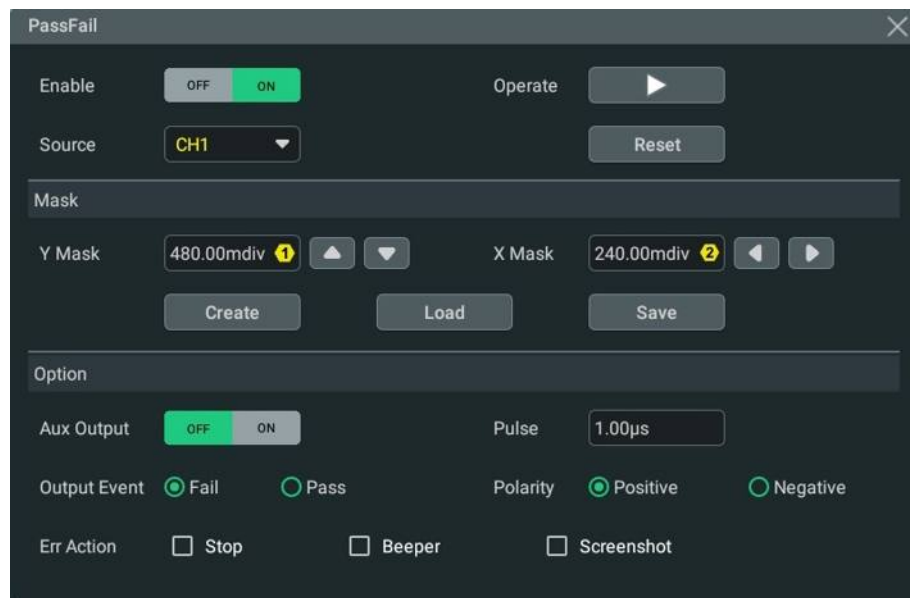 PassFail
Enable OFF ON Operate
Source CH1 Reset
Mask
Y Mask 480.00mdiv 1 X Mask 240.00mdiv 2
Create Load Save
Option
Aux Output OFF ON Pulse 1.00µs
Output Event Fail Pass Polarity Positive Negative
Err Action Stop Beeper Screenshot